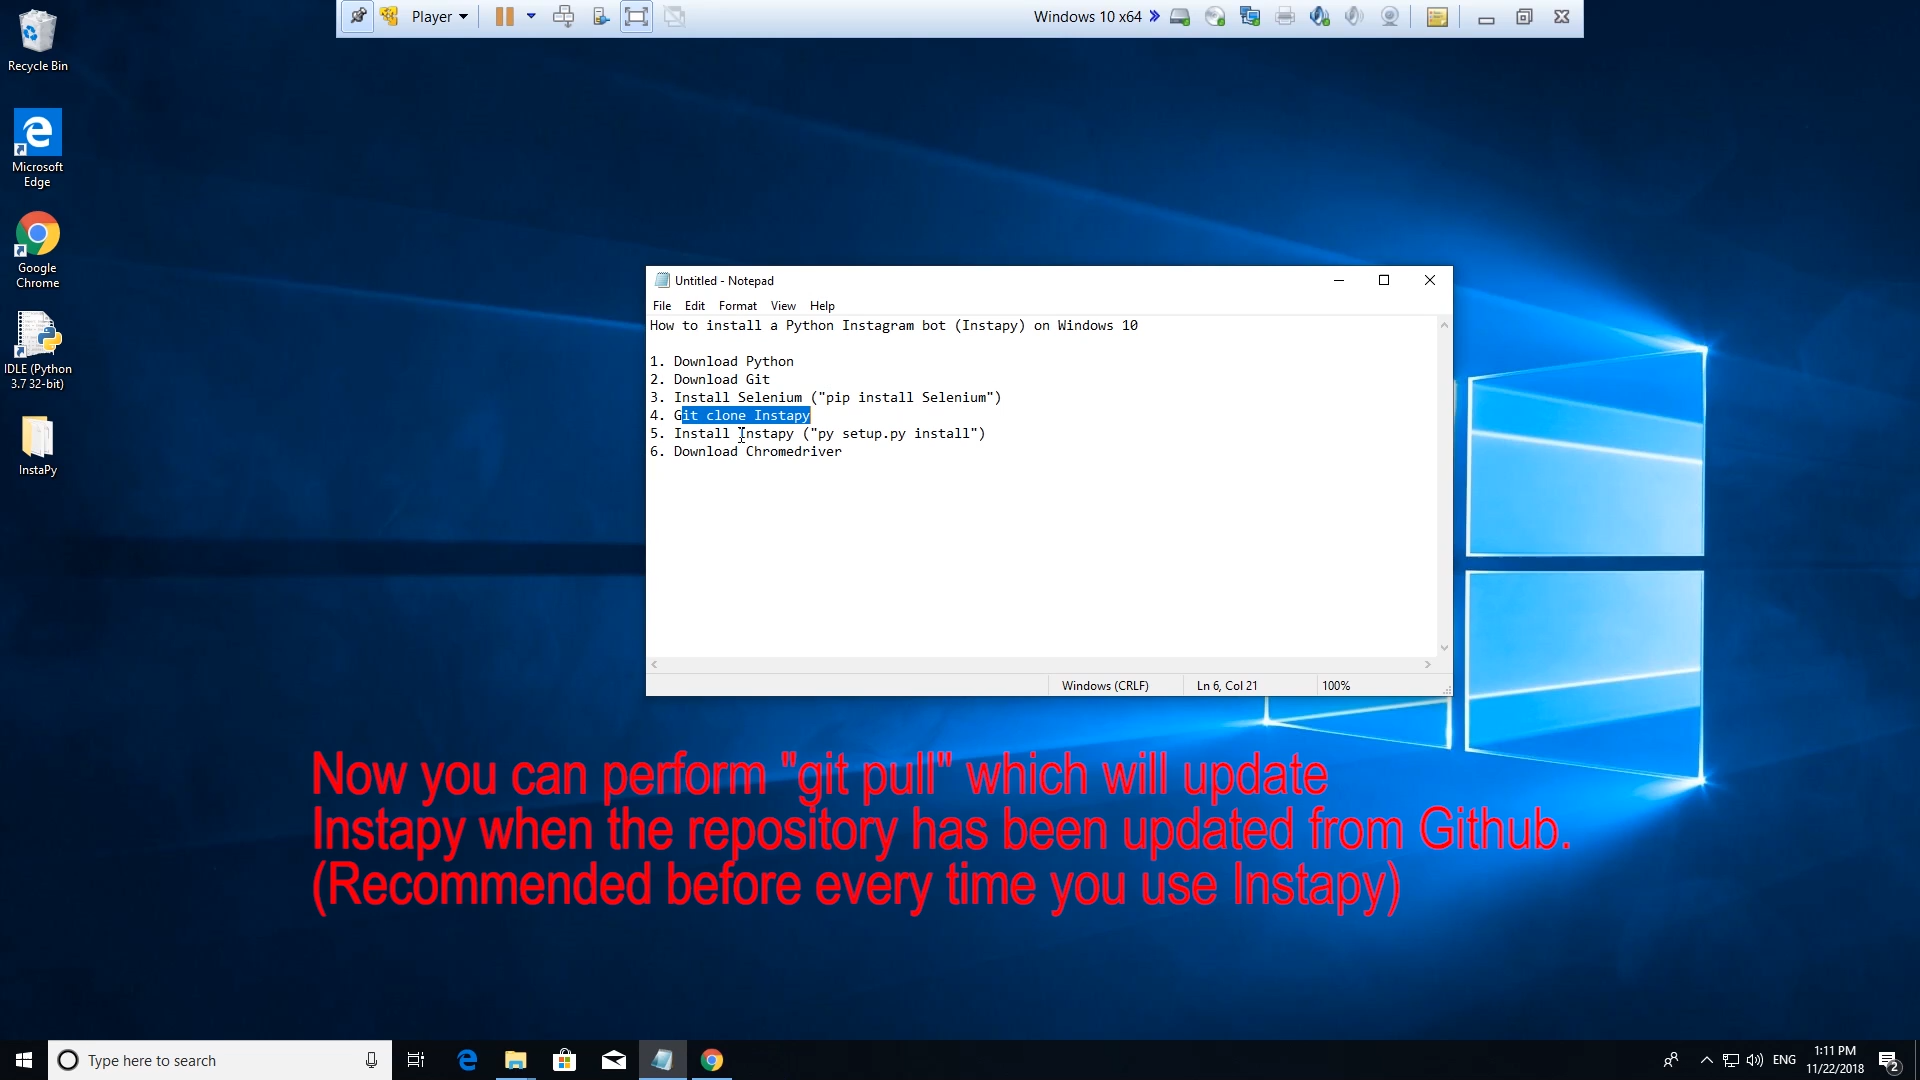 Player
Windows 10 x64
Recycle Bin
Microsoft
Edge
Google
Chrome
IDLE (Python
3.7 32-bit)
InstaPy
Untitled - Notepad
File Edit Format View Help
How to install a Python Instagram bot (Instapy) on Windows 10
1. Download Python
2. Download Git
3. Install Selenium ("pip install Selenium")
4. Git clone Instapy
5. Install Instapy ("py setup.py install")
6. Download Chromedriver
Windows (CRLF) Ln 6, Col 21 100%
Now you can perform "git pull" which will update
Instapy when the repository has been updated from Github.
(Recommended before every time you use Instapy)
Type here to search
ENG
1:11 PM
11/22/2018
2